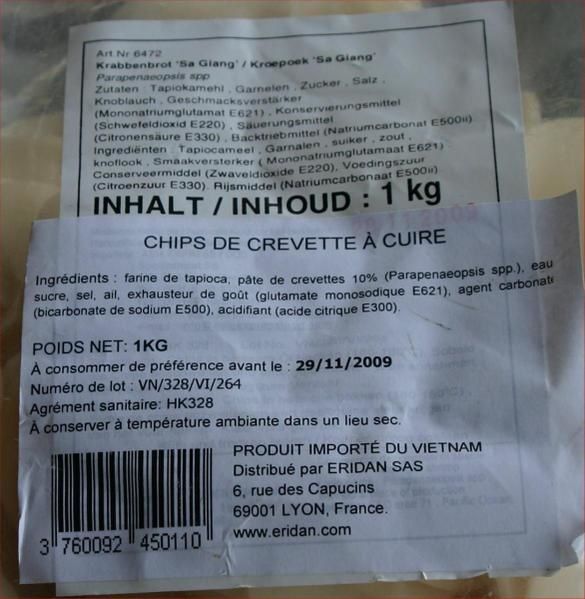 Art Nr 6472
Krabbenbrot 'Sa Giang' / Kroepoek 'Sa Giang'
Parapenaeopsis spp
Zutaten : Tapiokamehl , Garnelen , Zucker , Salz ,
Knoblauch , Geschmacksverstärker
(Mononatriumglutamat E621) , Konservierungsmittel
(Schwefeldioxid E220) , Säuerungsmittel
(Citronensäure E330) , Backtriebmittel (Natriumcarbonat E500ii)
Ingrediënten : Tapiocameel , Garnalen , suiker , zout ,
knoflook , Smaakversterker ( Mononatriumglutamaat E621)
Conserveermiddel (Zwaveldioxide E220), Voedingszuur
(Citroenzuur E330). Rijsmiddel (Natriumcarbonaat E500ii)
INHALT / INHOUD : 1 kg
29.11.2009
CHIPS DE CREVETTE À CUIRE
Ingrédients : farine de tapioca, pâte de crevettes 10% (Parapenaeopsis spp.), eau
sucre, sel, ail, exhausteur de goût (glutamate monosodique E621), agent carbonate
(bicarbonate de sodium E500), acidifiant (acide citrique E300).
POIDS NET: 1KG
À consommer de préférence avant le : 29/11/2009
Numéro de lot : VN/328/VI/264
Agrément sanitaire: HK328
À conserver à température ambiante dans un lieu sec.
PRODUIT IMPORTÉ DU VIETNAM
Distribué par ERIDAN SAS
6, rue des Capucins
69001 LYON, France.
www.eridan.com
3 760092 450110